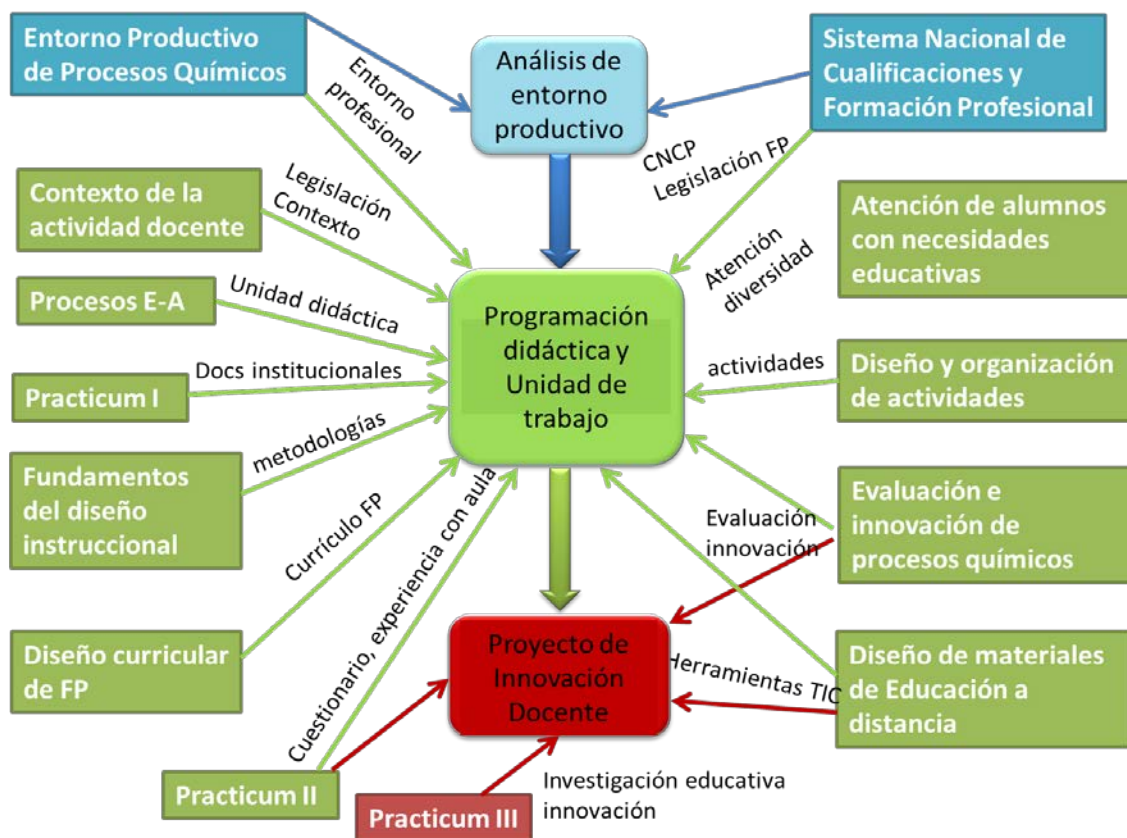 Entorno Productivo
de Procesos Químicos
Análisis de
entorno
productivo
Sistema Nacional de
Cualificaciones y
Formación Profesional
Entorno
profesional
CNCP
Legislación FP
Contexto de la
actividad docente
Legislación
Contexto
Atención de alumnos
con necesidades
educativas
Atención
diversidad
Procesos E-A
Unidad didáctica
Programación
didáctica y
Unidad de
trabajo
Practicum I
Docs institucionales
actividades
Diseño y organización
de actividades
Fundamentos
del diseño
instruccional
metodologías
Evaluación e
innovación de
procesos químicos
Evaluación
innovación
Currículo FP
Diseño curricular
de FP
Cuestionario, experiencia con aula
Proyecto de
Innovación
Docente
Herramientas TIC
Diseño de materiales
de Educación a
distancia
Practicum II
Practicum III
Investigación educativa
innovación